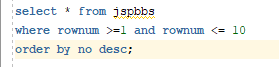 select * from jspbbs
where rownum >=1 and rownum <= 10
order by no desc;